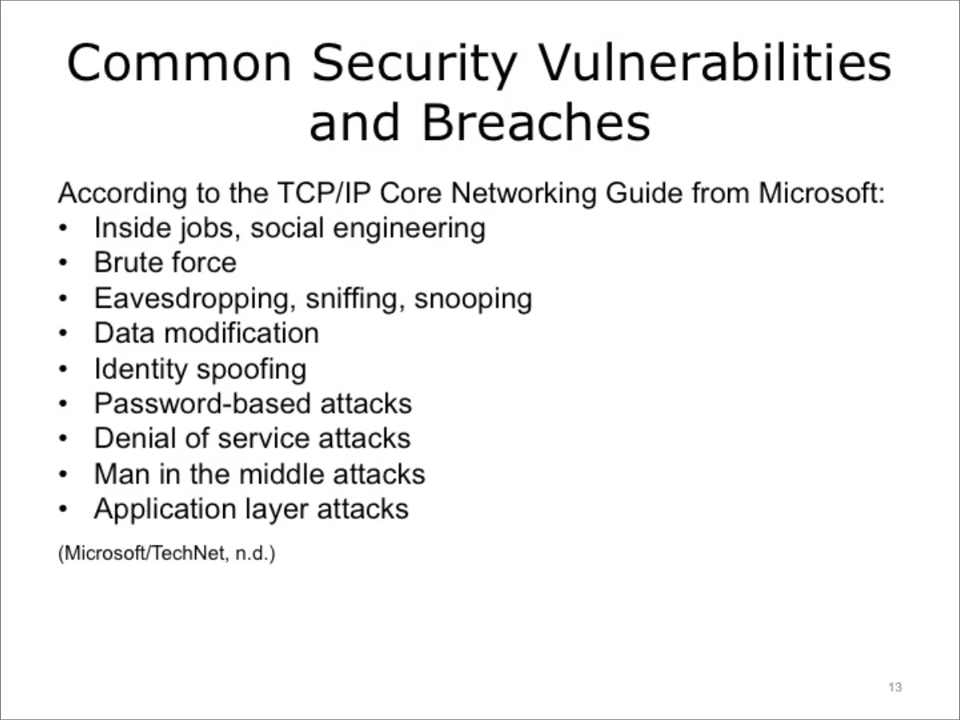 Common Security Vulnerabilities
and Breaches
According to the TCP/IP Core Networking Guide from Microsoft:
• Inside jobs, social engineering
• Brute force
• Eavesdropping, sniffing, snooping
• Data modification
• Identity spoofing
• Password-based attacks
• Denial of service attacks
• Man in the middle attacks
• Application layer attacks
(Microsoft/TechNet, n.d.)
13